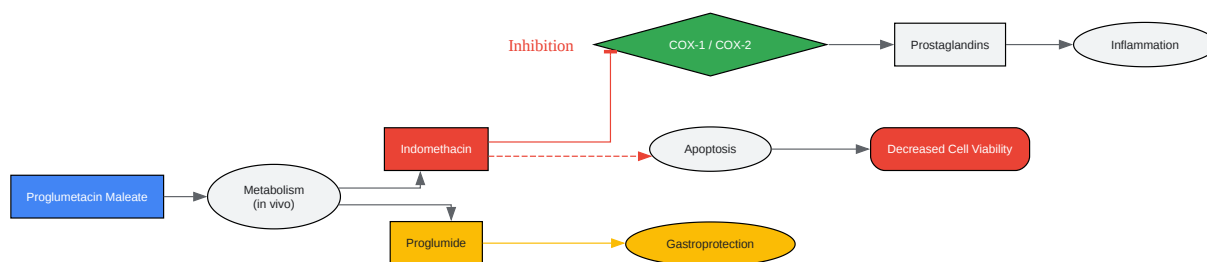 Inhibition
COX-1 / COX-2
Prostaglandins
Inflammation
Indomethacin
Apoptosis
Decreased Cell Viability
Proglumetacin Maleate
Metabolism
(in vivo)
Proglumide
Gastroprotection